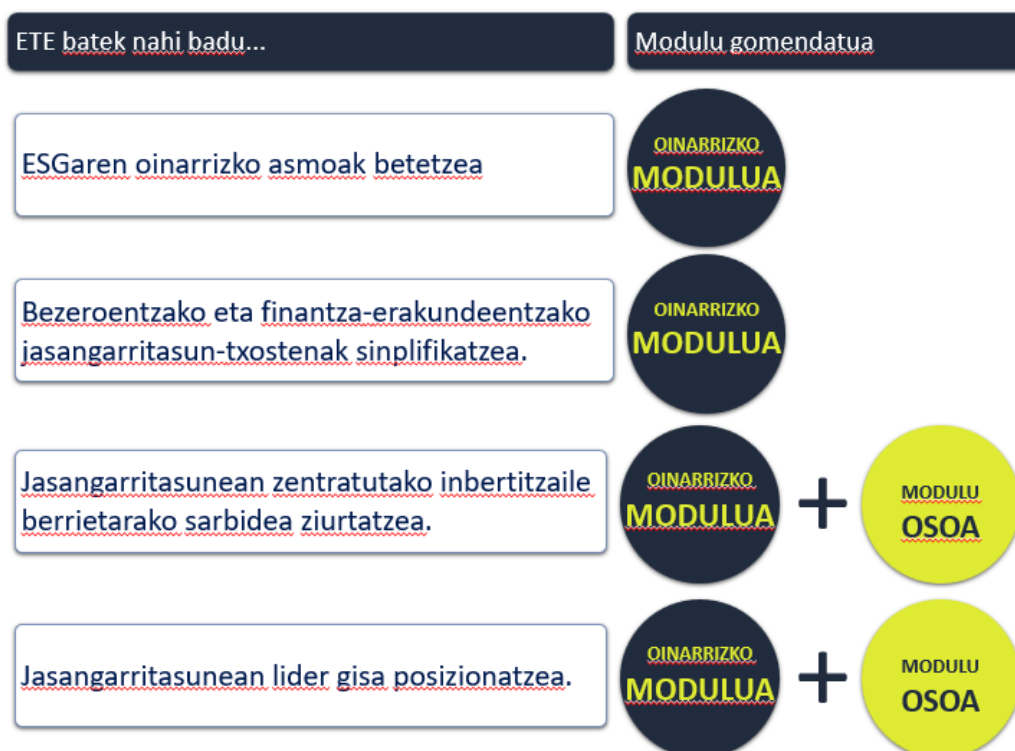 ETE batek nahi badu...
Modulu gomendatua
ESGaren oinarrizko asmoak betetzea
OINARRIZKO
MODULUA
Bezeroentzako eta finantza-erakundeentzako
jasangarritasun-txostenak sinplifikatzea.
OINARRIZKO
MODULUA
Jasangarritasunean zentratutako inbertitzaile
berrietarako sarbidea ziurtatzea.
OINARRIZKO
MODULUA
+
MODULU
OSOA
Jasangarritasunean lider gisa posizionatzea.
OINARRIZKO
MODULUA
+
MODULU
OSOA